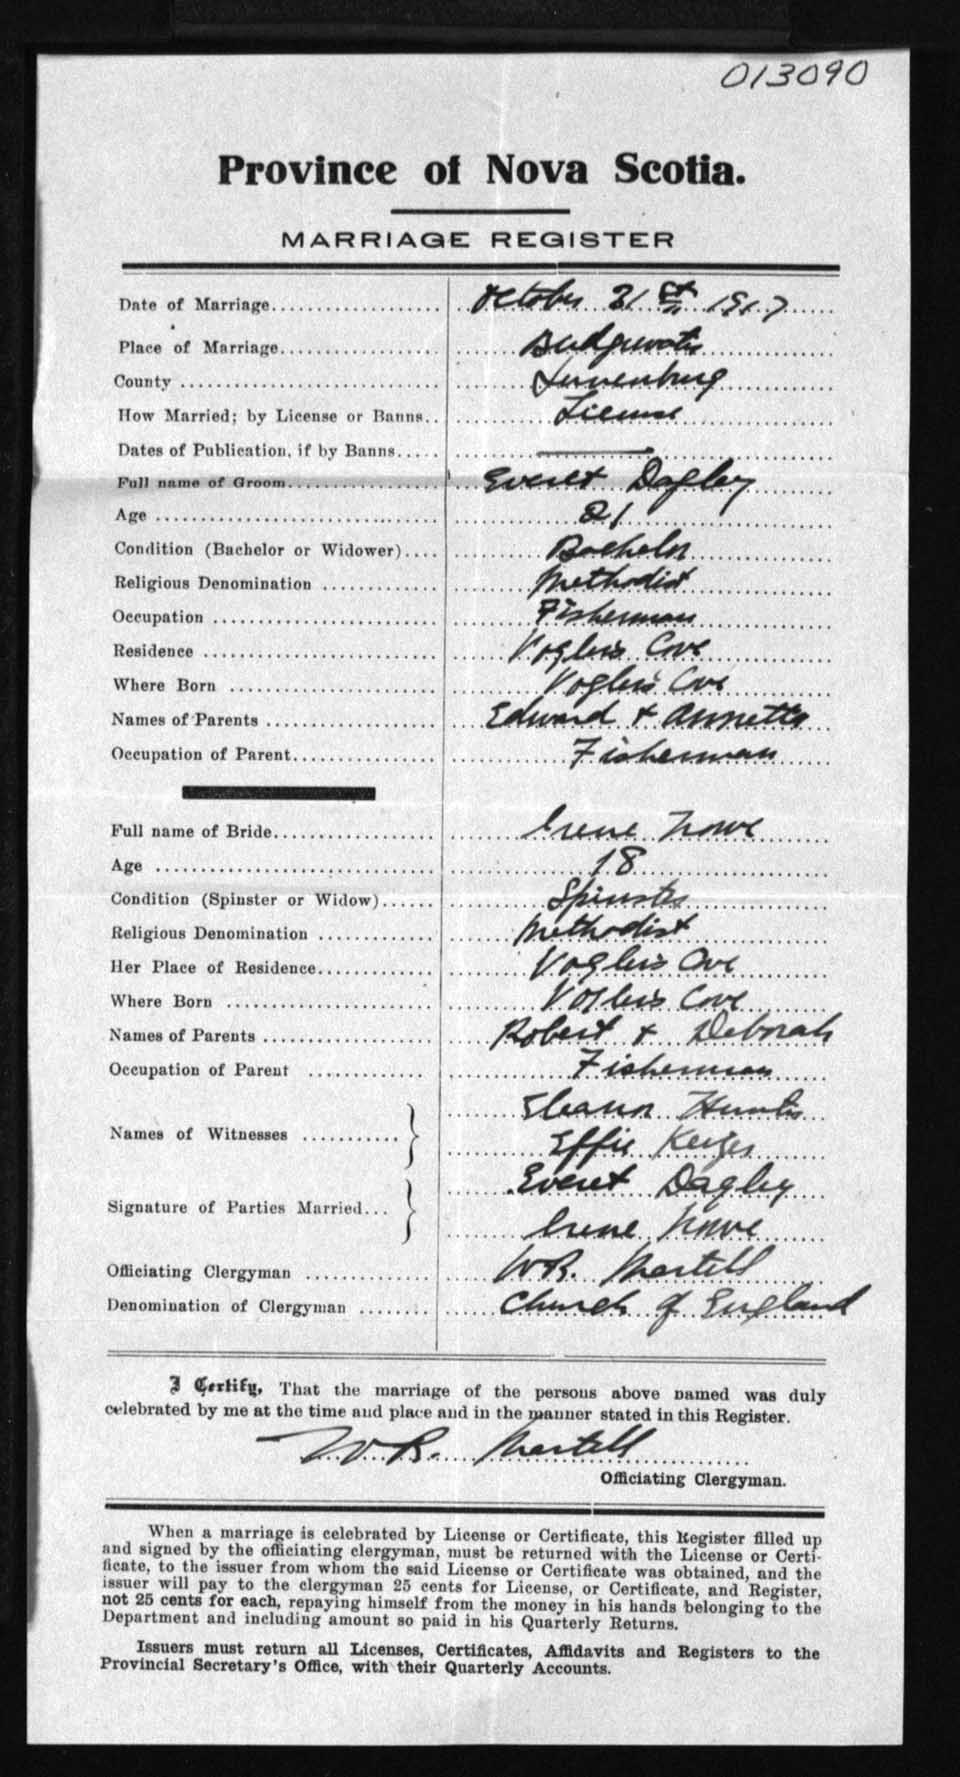 013090
Province of Nova Scotia.
MARRIAGE REGISTER
Date of Marriage................... October 31st 1917
Place of Marriage................. Bridgewater
County ........................... Lunenburg
How Married; by License or Banns.. License
Dates of Publication, if by Banns.....
Full name of Groom................ Everet Dagley
Age .............................. 21
Condition (Bachelor or Widower).... Bachelor
Religious Denomination ............ Methodist
Occupation ....................... Fisherman
Residence ........................ Voglers Cove
Where Born ...................... Voglers Cove
Names of Parents ................. Edward + Annetta
Occupation of Parent............... Fisherman
Full name of Bride................. Irene Nowe
Age .............................. 18
Condition (Spinster or Widow)...... Spinster
Religious Denomination ............ Methodist
Her Place of Residence............. Voglers Cove
Where Born ...................... Voglers Cove
Names of Parents ................. Robert + Deborah
Occupation of Parent ............ Fisherman
Eleanor Hunter
Names of Witnesses ...........
Effie Keizer
Everet Dagley
Signature of Parties Married...
Irene Nowe
Officiating Clergyman ............ W.R. Martell
Denomination of Clergyman ........ Church of England
I Certify, That the marriage of the persons above named was duly
celebrated by me at the time and place and in the manner stated in this Register.
W.R. Martell
Officiating Clergyman.
When a marriage is celebrated by License or Certificate, this Register filled up
and signed by the officiating clergyman, must be returned with the License or Certi-
ficate, to the issuer from whom the said License or Certificate was obtained, and the
issuer will pay to the clergyman 25 cents for License, or Certificate, and Register,
not 25 cents for each, repaying himself from the money in his hands belonging to the
Department and including amount so paid in his Quarterly Returns.
Issuers must return all Licenses, Certificates, Affidavits and Registers to the
Provincial Secretary's Office, with their Quarterly Accounts.